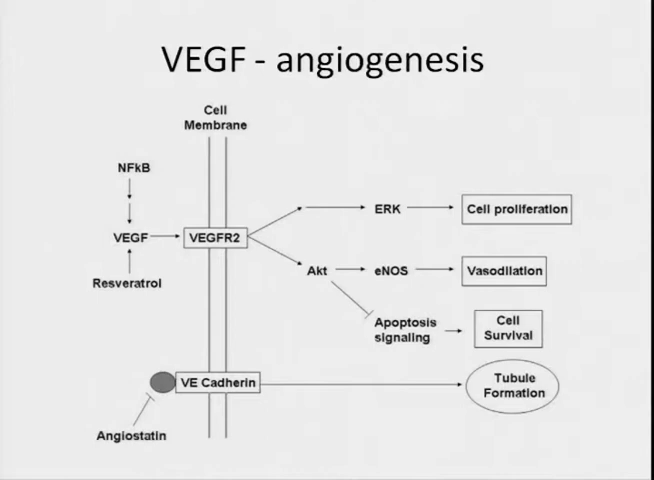 VEGF - angiogenesis
Cell
Membrane
NFkB
VEGF
VEGFR2
Resveratrol
ERK
Cell proliferation
Akt
eNOS
Vasodilation
Apoptosis
signaling
Cell
Survival
VE Cadherin
Tubule
Formation
Angiostatin